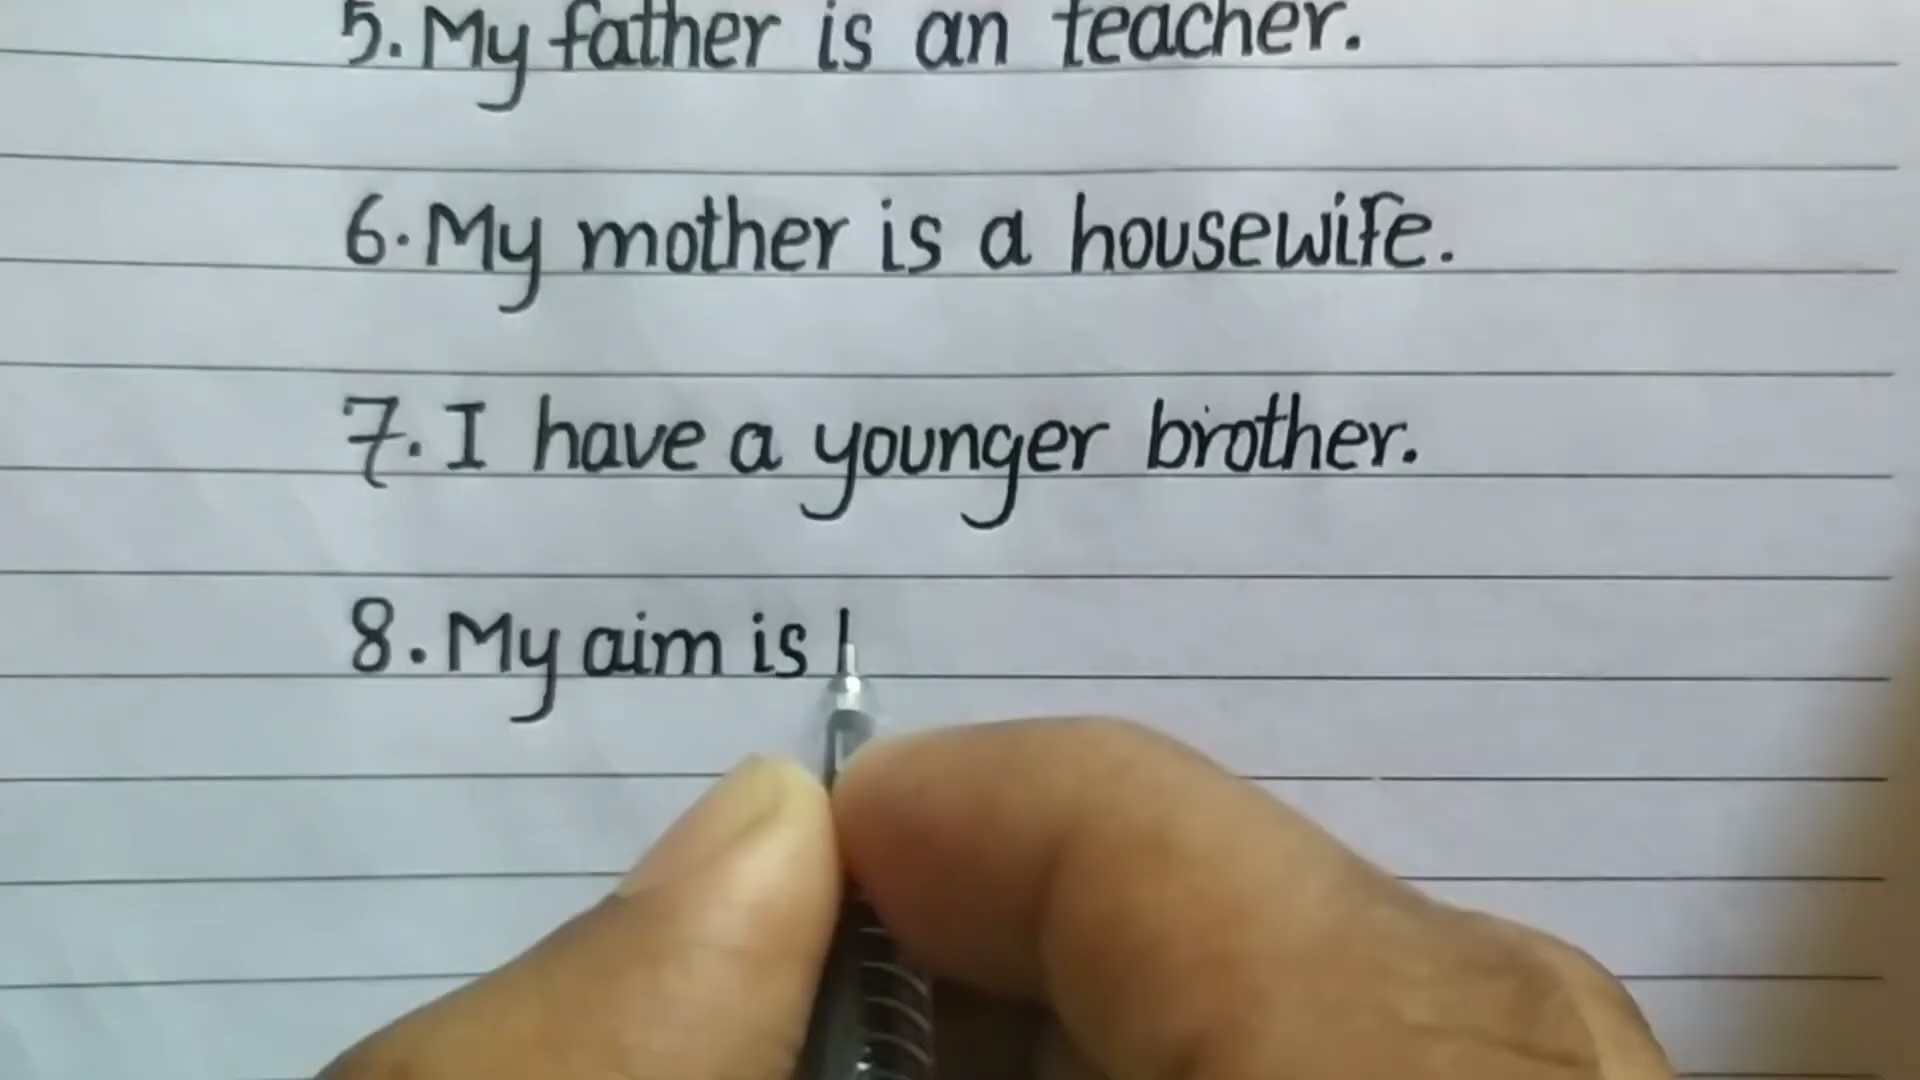 5. My father is an teacher.
6. My mother is a housewife.
7. I have a younger brother.
8. My aim is